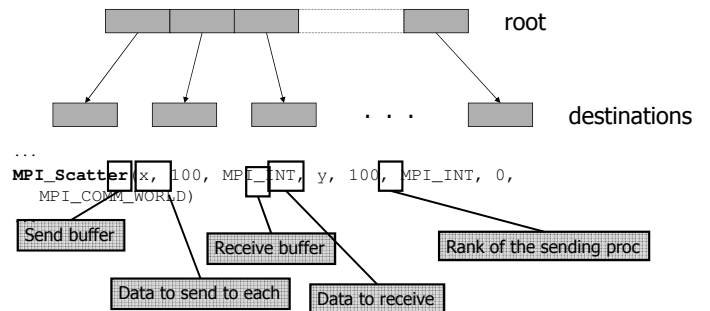 root
. . .
destinations
...
MPI_Scatter(x, 100, MPI_INT, y, 100, MPI_INT, 0,
MPI_COMM_WORLD)
Send buffer
Receive buffer
Rank of the sending proc
Data to send to each
Data to receive